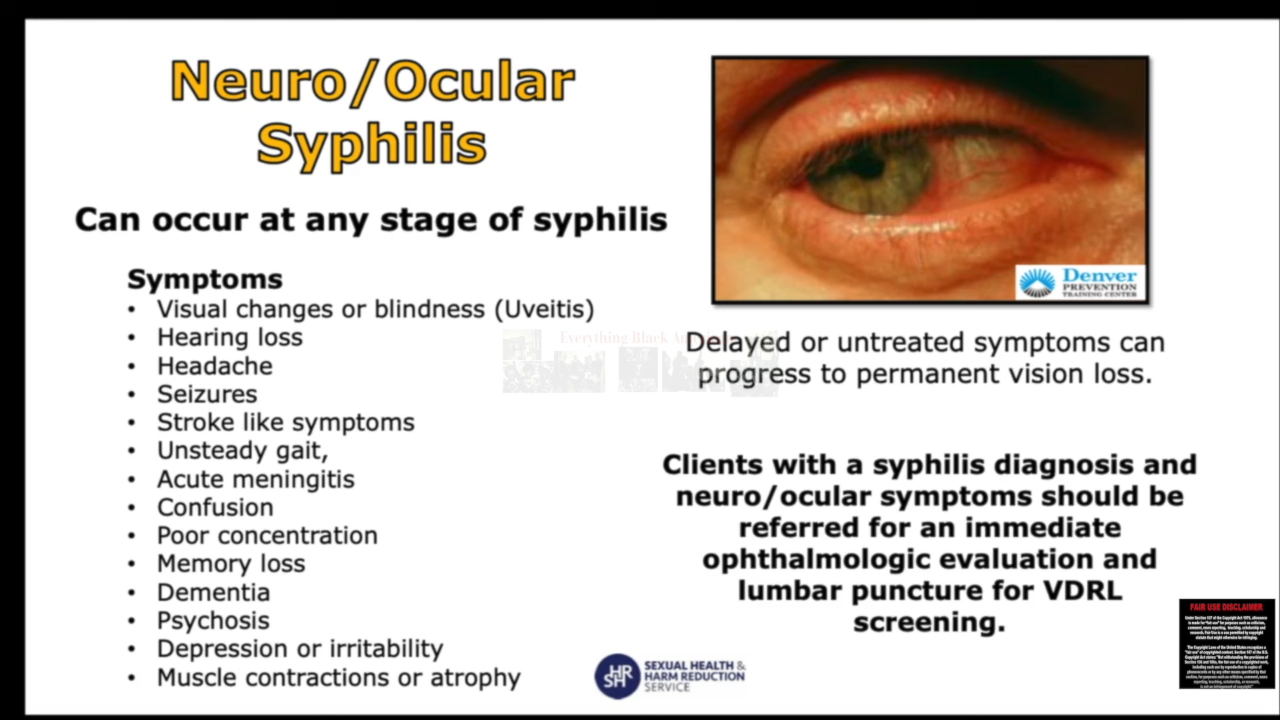 Neuro/Ocular
Syphilis
Can occur at any stage of syphilis
Symptoms
• Visual changes or blindness (Uveitis)
• Hearing loss
• Headache
• Seizures
• Stroke like symptoms
• Unsteady gait,
• Acute meningitis
• Confusion
• Poor concentration
• Memory loss
• Dementia
• Psychosis
• Depression or irritability
• Muscle contractions or atrophy
Denver
PREVENTION
TRAINING CENTER
Everything Black
Delayed or untreated symptoms can
progress to permanent vision loss.
Clients with a syphilis diagnosis and
neuro/ocular symptoms should be
referred for an immediate
ophthalmologic evaluation and
lumbar puncture for VDRL
screening.
SHHR
SEXUAL HEALTH &
HARM REDUCTION
SERVICE
FAIR USE DISCLAIMER